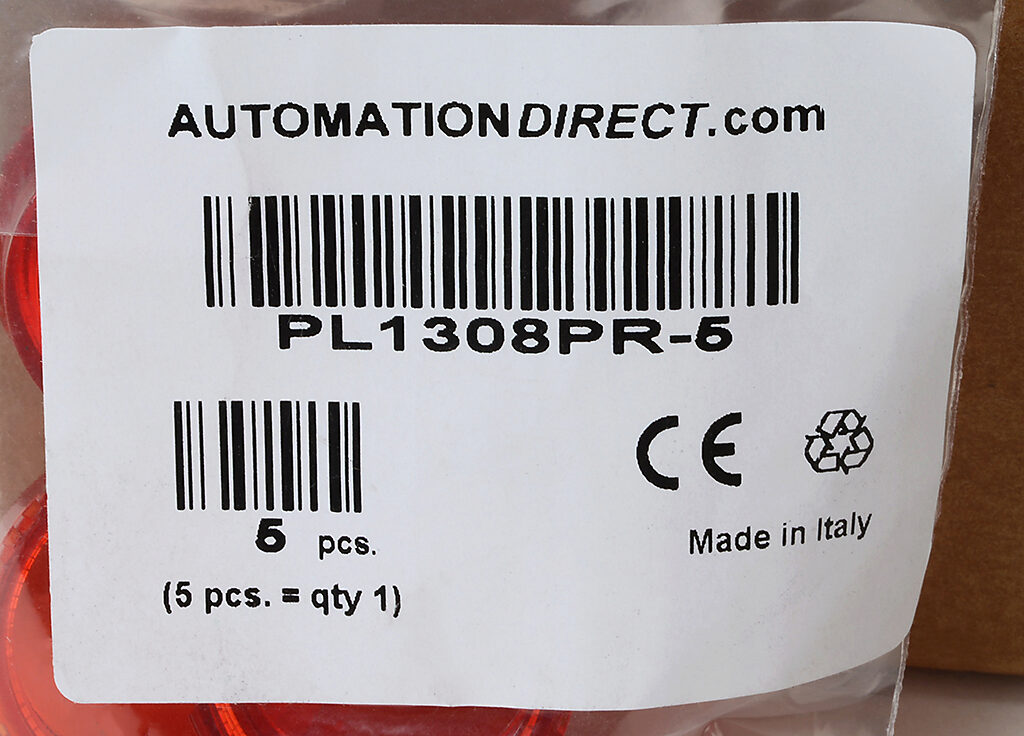 AUTOMATIONDIRECT.com
PL1308PR-5
5 pcs.
(5 pcs. = qty 1)
CE
Made in Italy